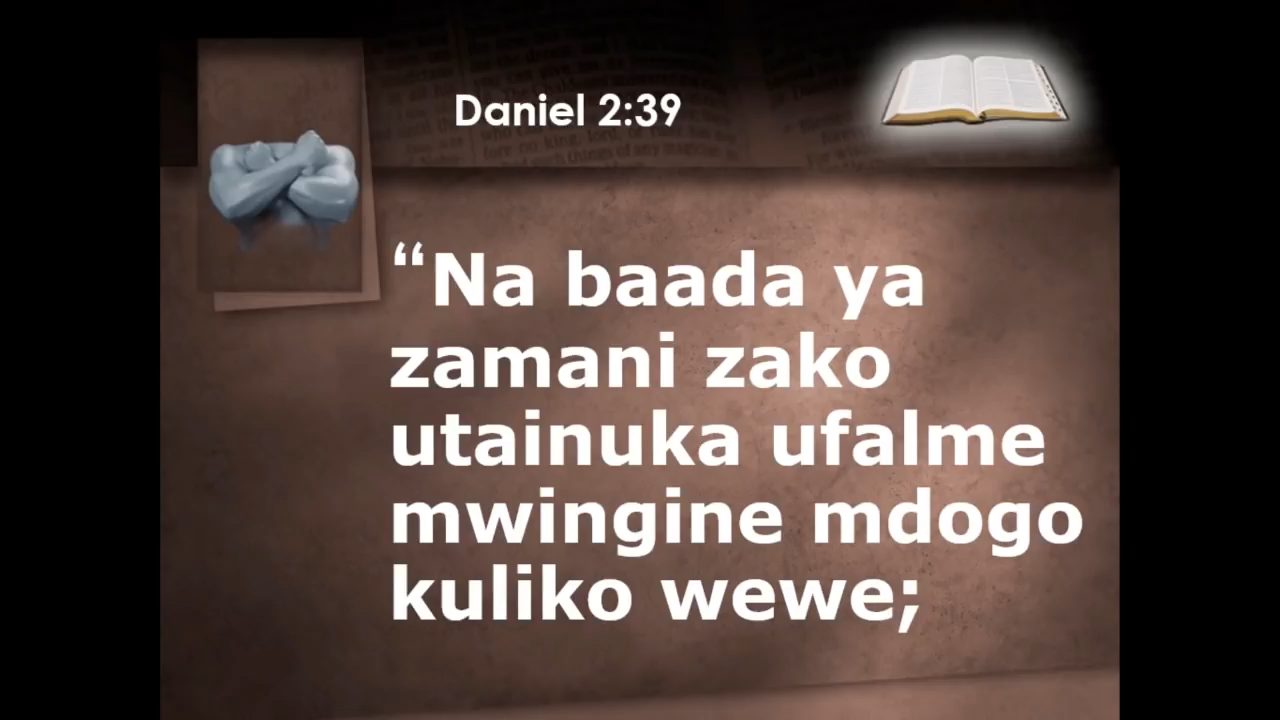 Daniel 2:39
“Na baada ya
zamani zako
utainuka ufalme
mwingine mdogo
kuliko wewe;